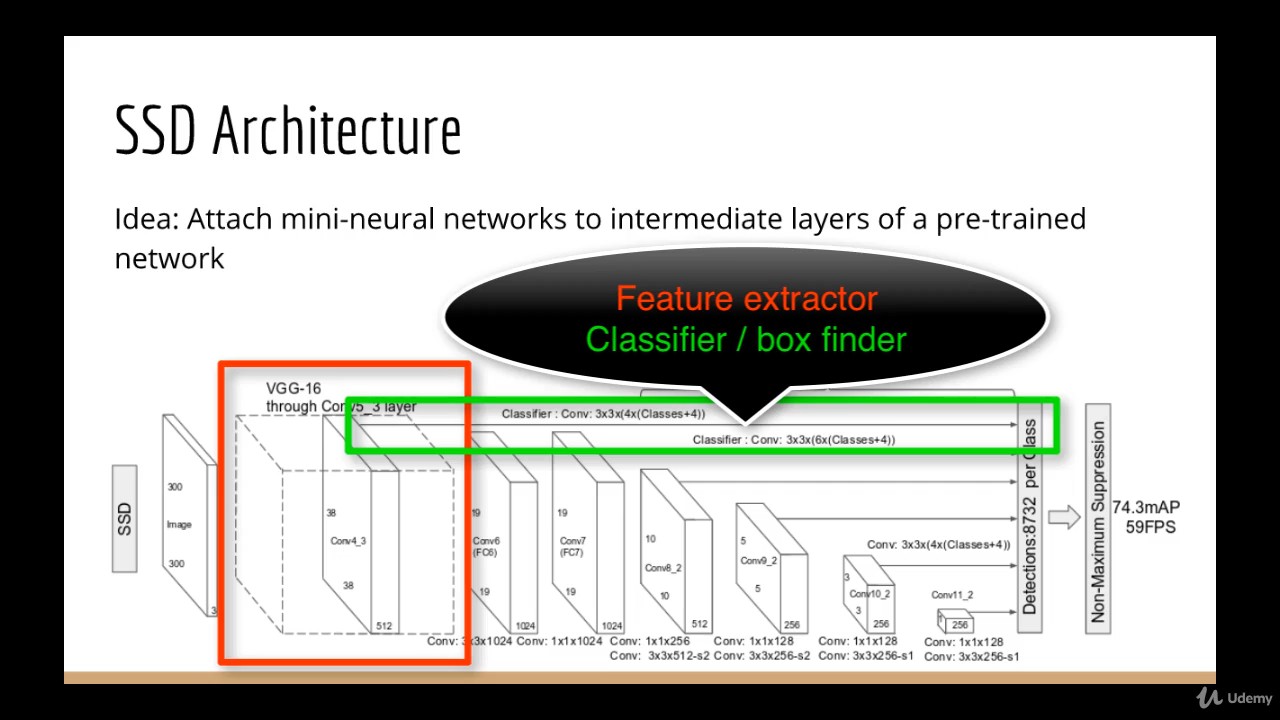 SSD Architecture
Idea: Attach mini-neural networks to intermediate layers of a pre-trained
network
Feature extractor
Classifier / box finder
VGG-16
through Conv5_3 layer
Classifier : Conv: 3x3x(4x(Classes+4))
Classifier : Conv: 3x3x(6x(Classes+4))
SSD
300
Image
300
3
38
Conv4_3
38
512
19
Conv6
(FC6)
19
1024
19
Conv7
(FC7)
19
1024
10
Conv8_2
10
512
5
Conv9_2
5
256
Conv: 3x3x(4x(Classes+4))
3
Conv10_2
3
256
Conv11_2
1
256
Detections:8732 per Class
Non-Maximum Suppression
74.3mAP
59FPS
Conv: 3x3x1024 Conv: 1x1x1024 Conv: 1x1x256 Conv: 1x1x128 Conv: 1x1x128 Conv: 1x1x128
Conv: 3x3x512-s2 Conv: 3x3x256-s2 Conv: 3x3x256-s1 Conv: 3x3x256-s1
Udemy